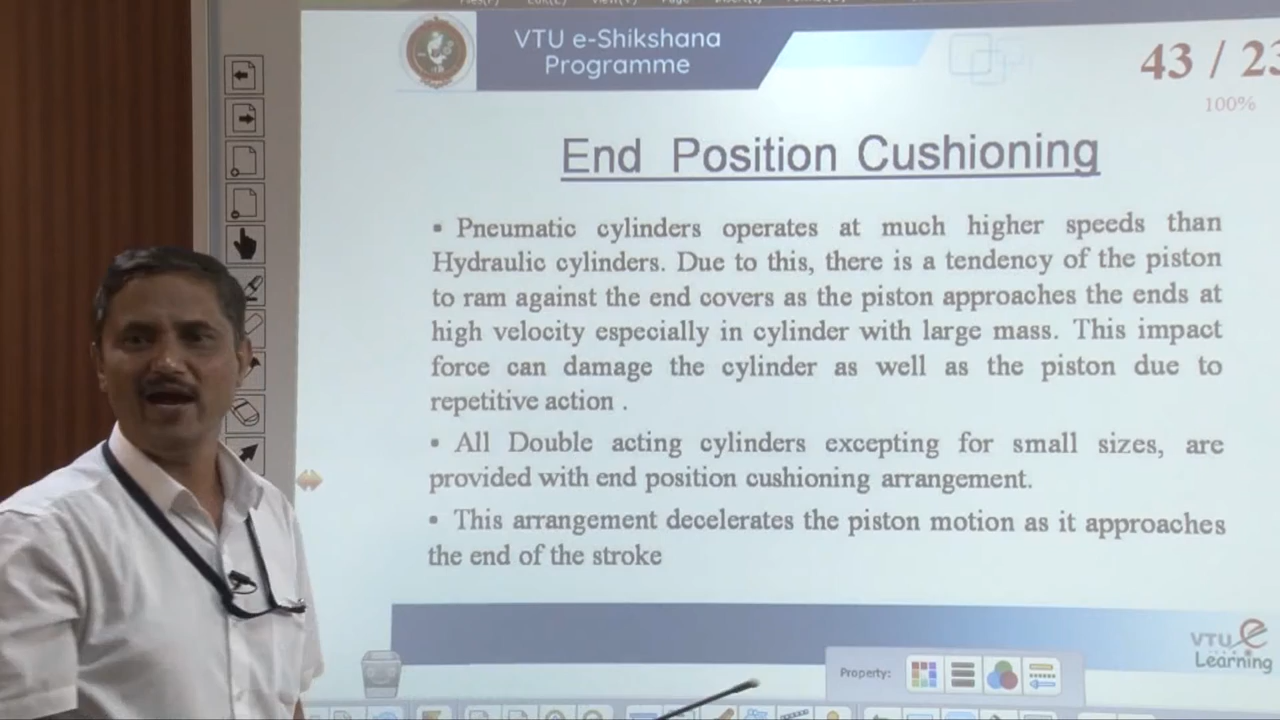 VTU e-Shikshana
Programme
43 / 23
100%
End Position Cushioning
▪ Pneumatic cylinders operates at much higher speeds than
Hydraulic cylinders. Due to this, there is a tendency of the piston
to ram against the end covers as the piston approaches the ends at
high velocity especially in cylinder with large mass. This impact
force can damage the cylinder as well as the piston due to
repetitive action .
• All Double acting cylinders excepting for small sizes, are
provided with end position cushioning arrangement.
• This arrangement decelerates the piston motion as it approaches
the end of the stroke
VTU e
Learning
Property: